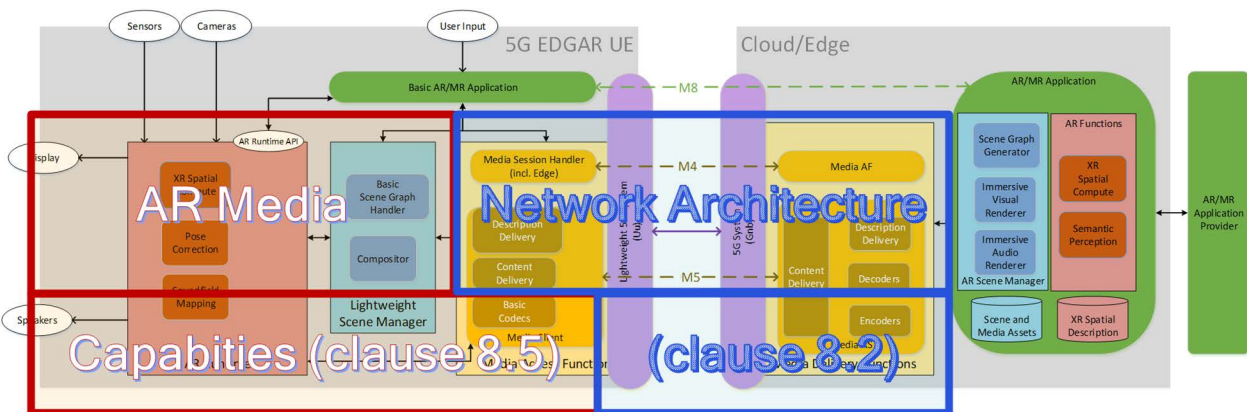 Sensors
Cameras
User Input
5G EDGAR UE
Cloud/Edge
Basic AR/MR Application
M8
AR/MR Application
AR Runtime API
Display
AR Functions
Media Session Handler
(incl. Edge)
M4
Media AF
Scene Graph
Generator
XR Spatial
Basic
Scene Graph
Handler
XR
Spatial
Compute
AR Media
Network Architecture
Immersive
Visual
Renderer
AR/MR
Application
Provider
Description
Delivery
Description
Delivery
Pose
Correction
Compositor
Semantic
Perception
Immersive
Audio
Renderer
Content
Delivery
M5
Content
Delivery
Decoders
AR Scene Manager
Mapping
Lightweight
Scene Manager
Basic
Codecs
Encoders
Speakers
Scene and
Media Assets
XR Spatial
Description
Capabities (clause 8.5)
(clause 8.2)